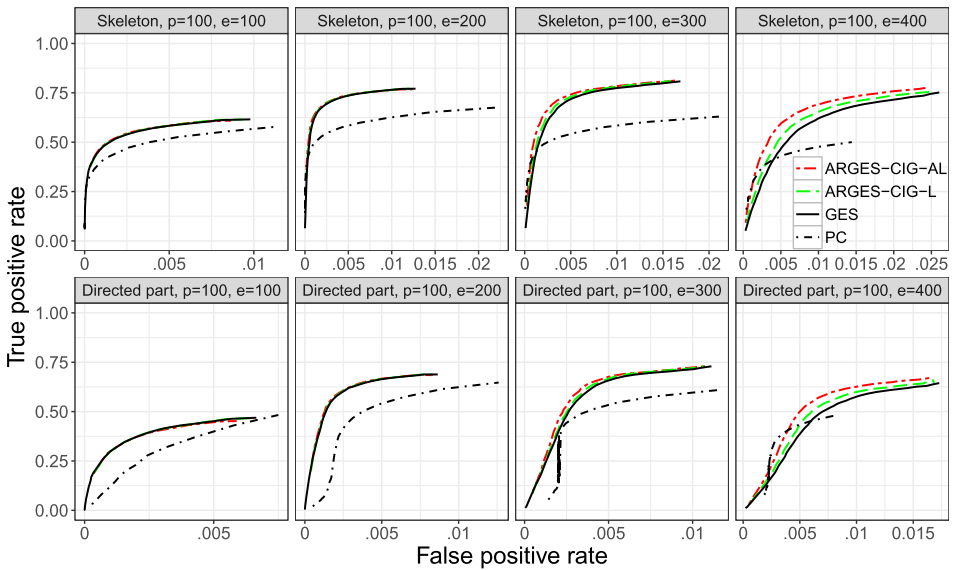 Skeleton, p=100, e=100
Skeleton, p=100, e=200
Skeleton, p=100, e=300
Skeleton, p=100, e=400
1.00
0.75
0.50
0.25
0.00
ARGES−CIG−AL
ARGES−CIG−L
GES
PC
0 .005 .01
0 .005 .01 0.015 .02
0 .005 .01 0.015 .02
0 .005 .01 0.015 .02 0.025
Directed part, p=100, e=100
Directed part, p=100, e=200
Directed part, p=100, e=300
Directed part, p=100, e=400
1.00
0.75
0.50
0.25
0.00
0 .005
0 .005 .01
0 .005 .01
0 .005 .01 0.015
True positive rate
False positive rate